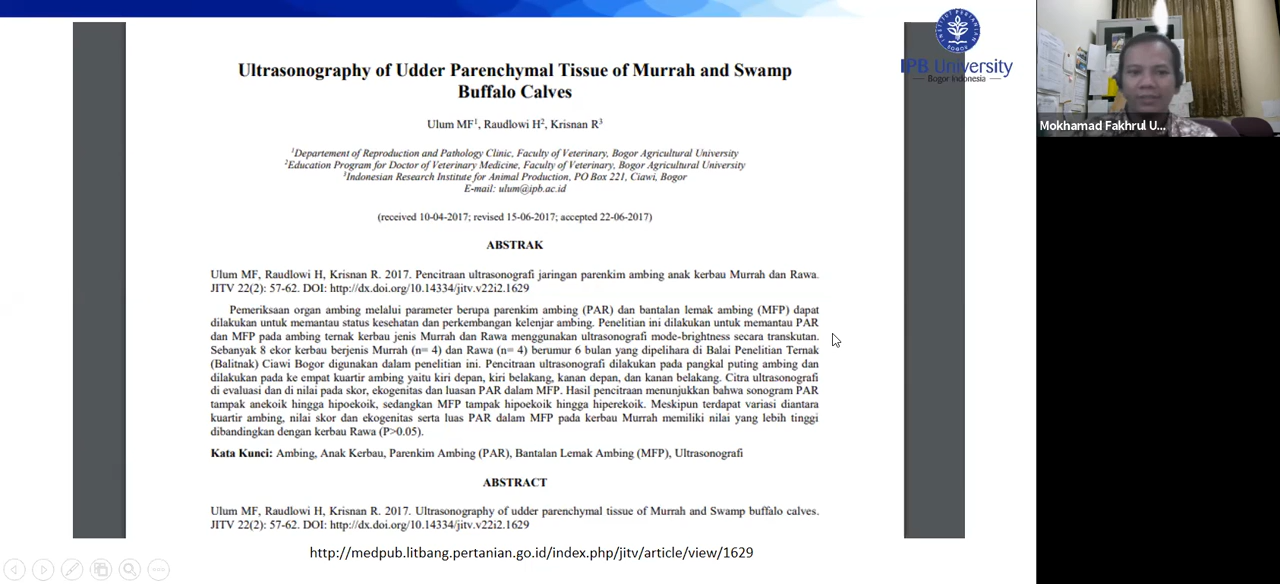 Ultrasonography of Udder Parenchymal Tissue of Murrah and Swamp
Buffalo Calves
Ulum MF1, Raudlowi H2, Krisnan R3
1Departement of Reproduction and Pathology Clinic, Faculty of Veterinary, Bogor Agricultural University
2Education Program for Doctor of Veterinary Medicine, Faculty of Veterinary, Bogor Agricultural University
3Indonesian Research Institute for Animal Production, PO Box 221, Ciawi, Bogor
E-mail: ulum@ipb.ac.id
(received 10-04-2017; revised 15-06-2017; accepted 22-06-2017)
ABSTRAK
Ulum MF, Raudlowi H, Krisnan R. 2017. Pencitraan ultrasonografi jaringan parenkim ambing anak kerbau Murrah dan Rawa.
JITV 22(2): 57-62. DOI: http://dx.doi.org/10.14334/jitv.v22i2.1629
Pemeriksaan organ ambing melalui parameter berupa parenkim ambing (PAR) dan bantalan lemak ambing (MFP) dapat
dilakukan untuk memantau status kesehatan dan perkembangan kelenjar ambing. Penelitian ini dilakukan untuk memantau PAR
dan MFP pada ambing ternak kerbau jenis Murrah dan Rawa menggunakan ultrasonografi mode-brightness secara transkutan.
Sebanyak 8 ekor kerbau berjenis Murrah (n= 4) dan Rawa (n= 4) berumur 6 bulan yang dipelihara di Balai Penelitian Ternak
(Balitnak) Ciawi Bogor digunakan dalam penelitian ini. Pencitraan ultrasonografi dilakukan pada pangkal puting ambing dan
dilakukan pada ke empat kuartir ambing yaitu kiri depan, kiri belakang, kanan depan, dan kanan belakang. Citra ultrasonografi
di evaluasi dan di nilai pada skor, ekogenitas dan luasan PAR dalam MFP. Hasil pencitraan menunjukkan bahwa sonogram PAR
tampak anekoik hingga hipoekoik, sedangkan MFP tampak hipoekoik hingga hiperekoik. Meskipun terdapat variasi diantara
kuartir ambing, nilai skor dan ekogenitas serta luas PAR dalam MFP pada kerbau Murrah memiliki nilai yang lebih tinggi
dibandingkan dengan kerbau Rawa (P>0.05).
Kata Kunci: Ambing, Anak Kerbau, Parenkim Ambing (PAR), Bantalan Lemak Ambing (MFP), Ultrasonografi
ABSTRACT
Ulum MF, Raudlowi H, Krisnan R. 2017. Ultrasonography of udder parenchymal tissue of Murrah and Swamp buffalo calves.
JITV 22(2): 57-62. DOI: http://dx.doi.org/10.14334/jitv.v22i2.1629
http://medpub.litbang.pertanian.go.id/index.php/jitv/article/view/1629
IPB University
Bogor Indonesia
Mokhamad Fakhrul U...